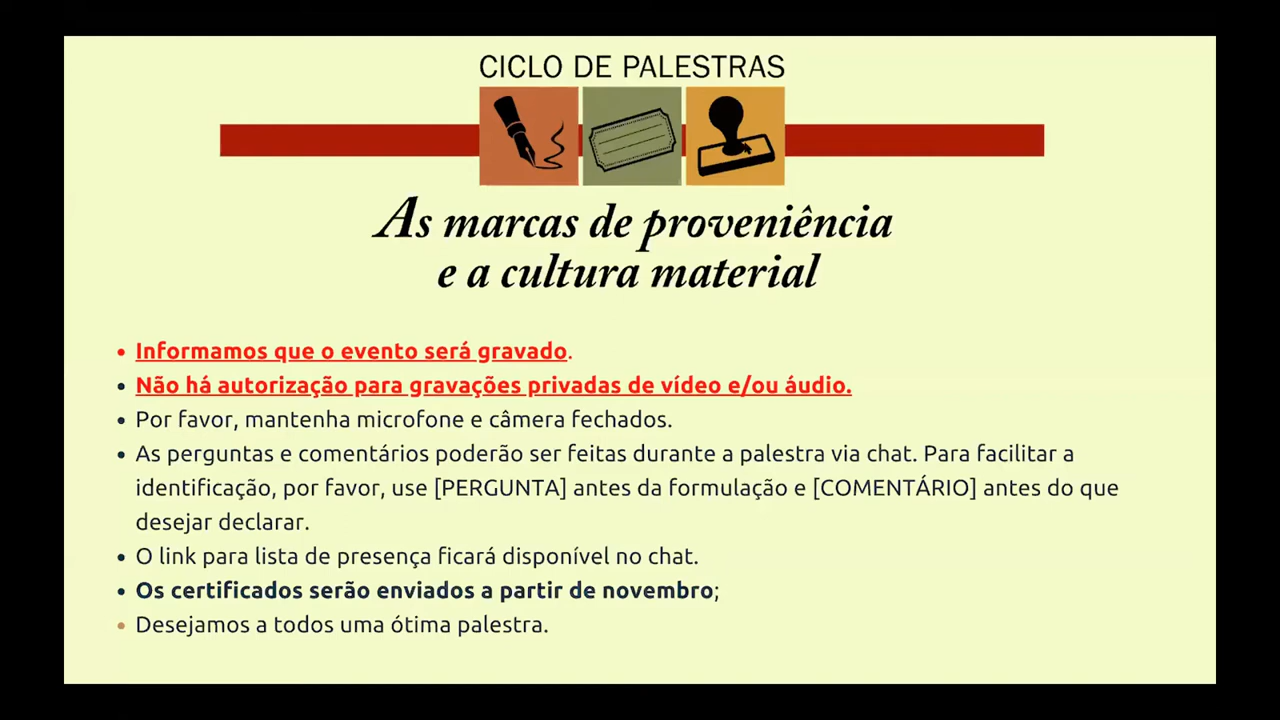 CICLO DE PALESTRAS
As marcas de proveniência
e a cultura material
• Informamos que o evento será gravado.
• Não há autorização para gravações privadas de vídeo e/ou áudio.
• Por favor, mantenha microfone e câmera fechados.
• As perguntas e comentários poderão ser feitas durante a palestra via chat. Para facilitar a
identificação, por favor, use [PERGUNTA] antes da formulação e [COMENTÁRIO] antes do que
desejar declarar.
• O link para lista de presença ficará disponível no chat.
• Os certificados serão enviados a partir de novembro;
• Desejamos a todos uma ótima palestra.